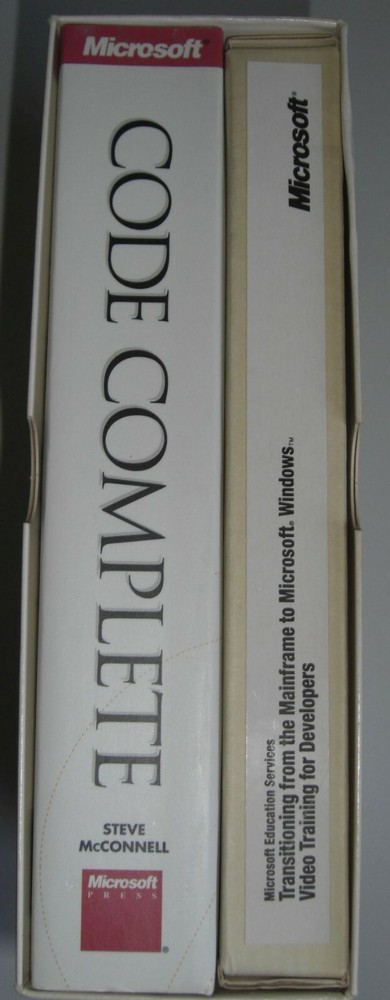 Microsoft®
CODE COMPLETE
STEVE
McCONNELL
Microsoft
PRESS
®
Microsoft®
Microsoft Education Services
Transitioning from the Mainframe to Microsoft® Windows™
Video Training for Developers